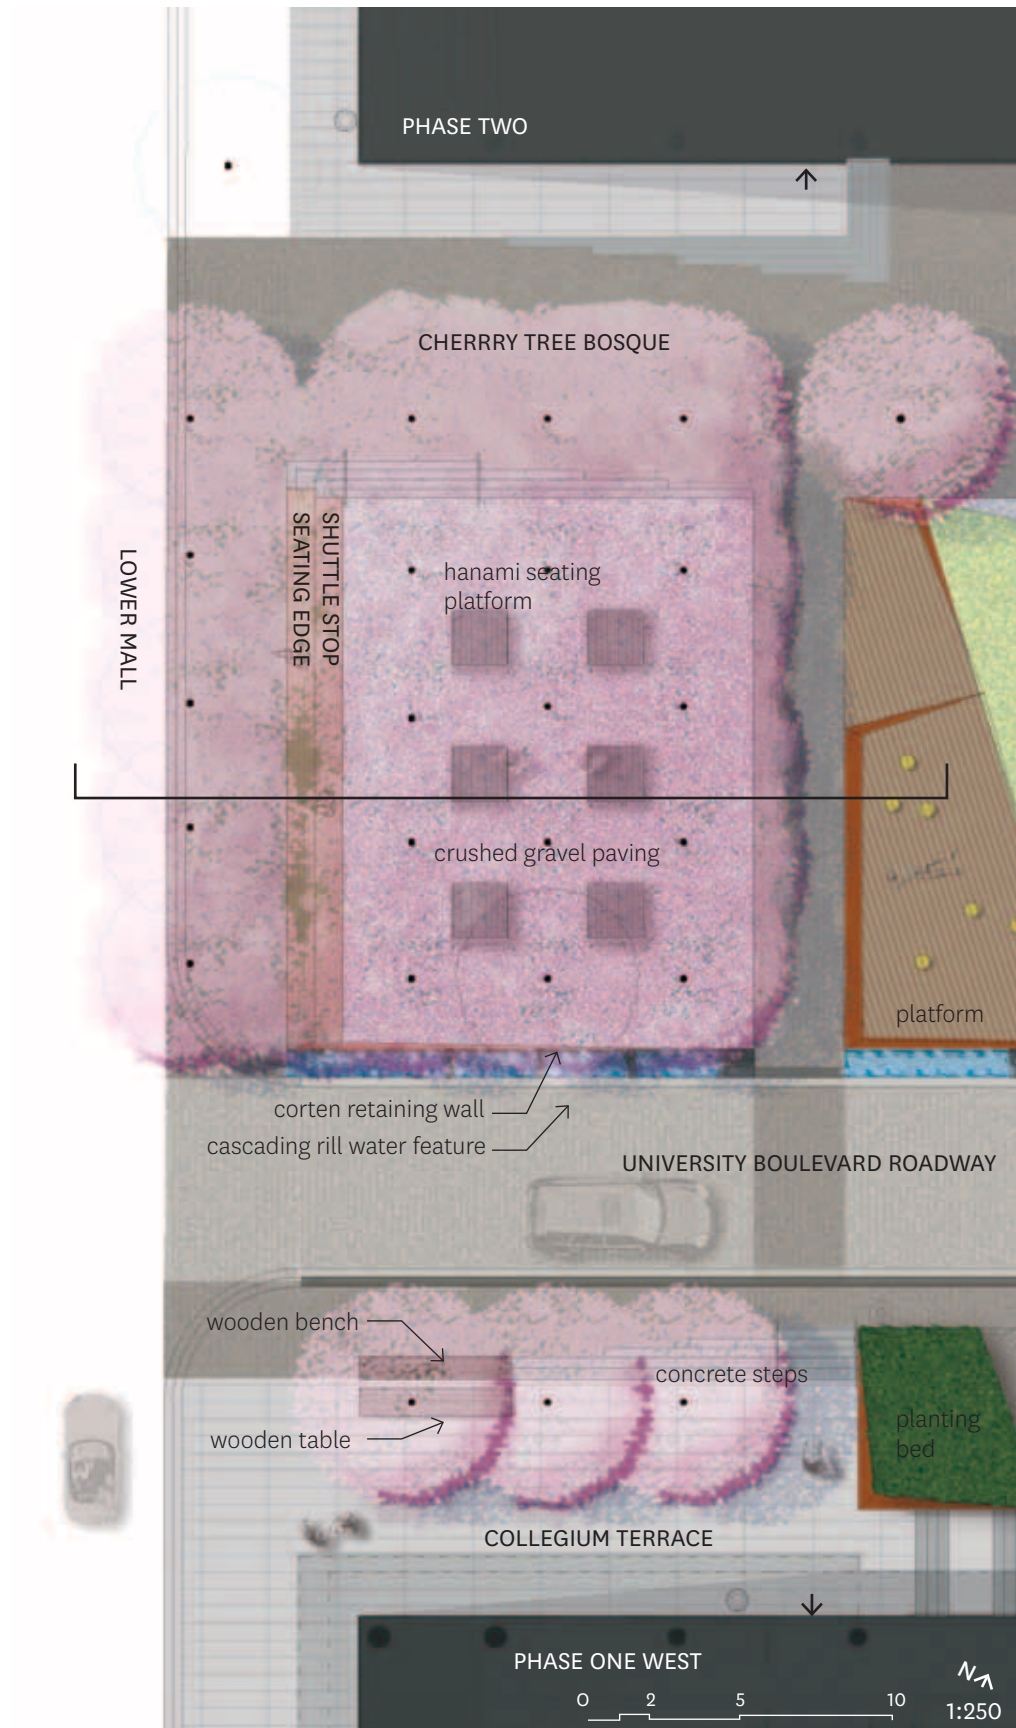 PHASE TWO
CHERRRY TREE BOSQUE
LOWER MALL
SEATING EDGE
SHUTTLE STOP
hanami seating
platform
crushed gravel paving
platform
corten retaining wall
cascading rill water feature
UNIVERSITY BOULEVARD ROADWAY
wooden bench
concrete steps
wooden table
planting
bed
COLLEGIUM TERRACE
PHASE ONE WEST
N
0 2 5 10
1:250